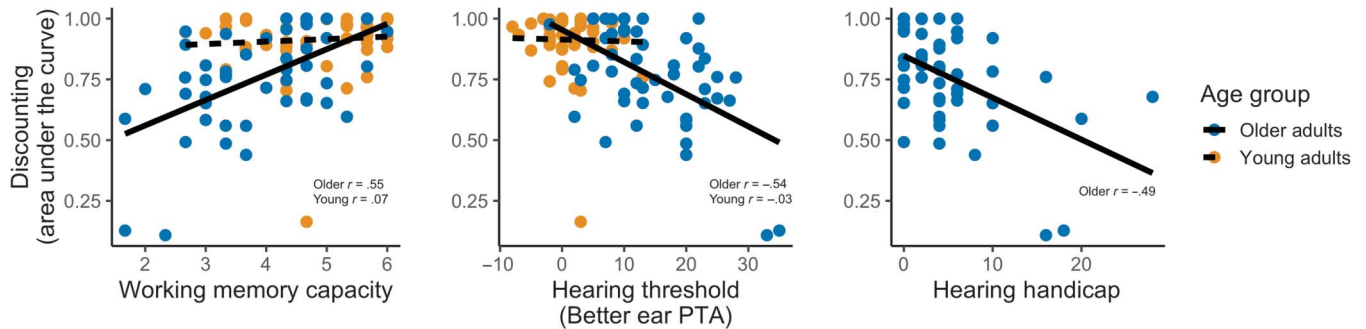 Discounting
(area under the curve)
1.00
0.75
0.50
0.25
Older r = .55
Young r = .07
2 3 4 5 6
Working memory capacity
1.00
0.75
0.50
0.25
Older r = −.54
Young r = −.03
−10 0 10 20 30
Hearing threshold
(Better ear PTA)
1.00
0.75
0.50
0.25
Older r = −.49
0 10 20
Hearing handicap
Age group
Older adults
Young adults